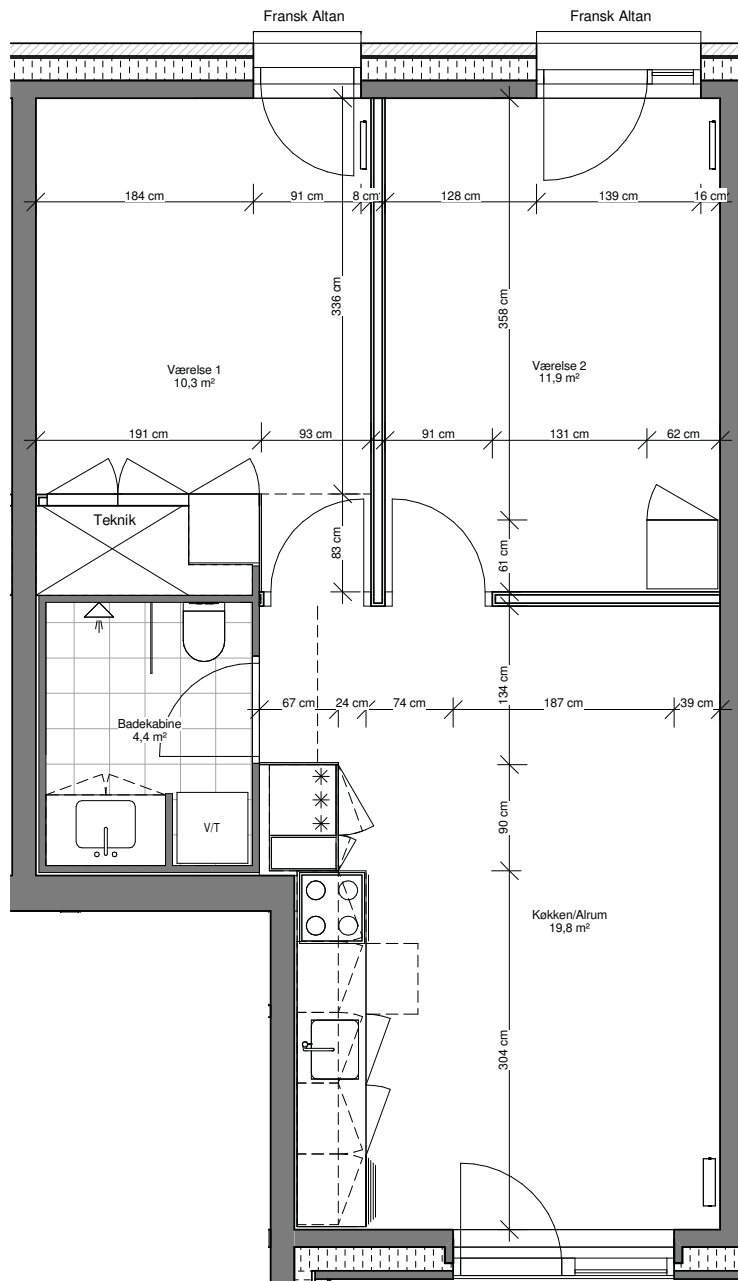 Fransk Altan
Fransk Altan
184 cm
91 cm
8 cm
128 cm
139 cm
16 cm
336 cm
358 cm
Værelse 1
10,3 m²
Værelse 2
11,9 m²
191 cm
93 cm
91 cm
131 cm
62 cm
Teknik
83 cm
61 cm
67 cm
24 cm
74 cm
134 cm
187 cm
39 cm
Badekabine
4,4 m²
V/T
90 cm
Køkken/Alrum
19,8 m²
304 cm